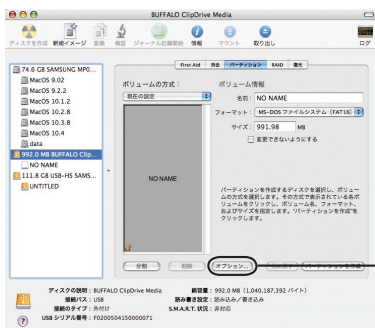 BUFFALO ClipDrive Media
ディスクを作成 新規イメージ 変換 検証 ジャーナル記録開始 情報 マウント 取り出し ログ
74.6 GB SAMSUNG MP0...
MacOS 9.02
MacOS 9.2.2
MacOS 10.1.2
MacOS 10.2.8
MacOS 10.3.8
MacOS 10.4
data
992.0 MB BUFFALO Clip...
NO NAME
111.8 GB USB-HS SAMS...
UNTITLED
First Aid 消去 パーティション RAID 復元
ボリュームの方式：
現在の設定
NO NAME
ボリューム情報
名前： NO NAME
フォーマット： MS-DOS ファイルシステム（FAT16）
サイズ： 991.98 MB
変更できないようにする
パーティションを作成するディスクを選択し、ボリュー
ムの方式を選択します。その方式で表示されている各ボ
リュームをクリックし、ボリューム名、フォーマット、
およびサイズを指定します。"パーティションを作成"を
クリックします。
分割 削除 オプション... パーティションを作成
ディスクの説明： BUFFALO ClipDrive Media
接続バス： USB
接続のタイプ： 外付け
USB シリアル番号： F02005041500000​71
総容量： 992.0 MB（1,040,187,392 バイト）
読み書き設定： 読み込み／書き込み
S.M.A.R.T. 状況： 非対応